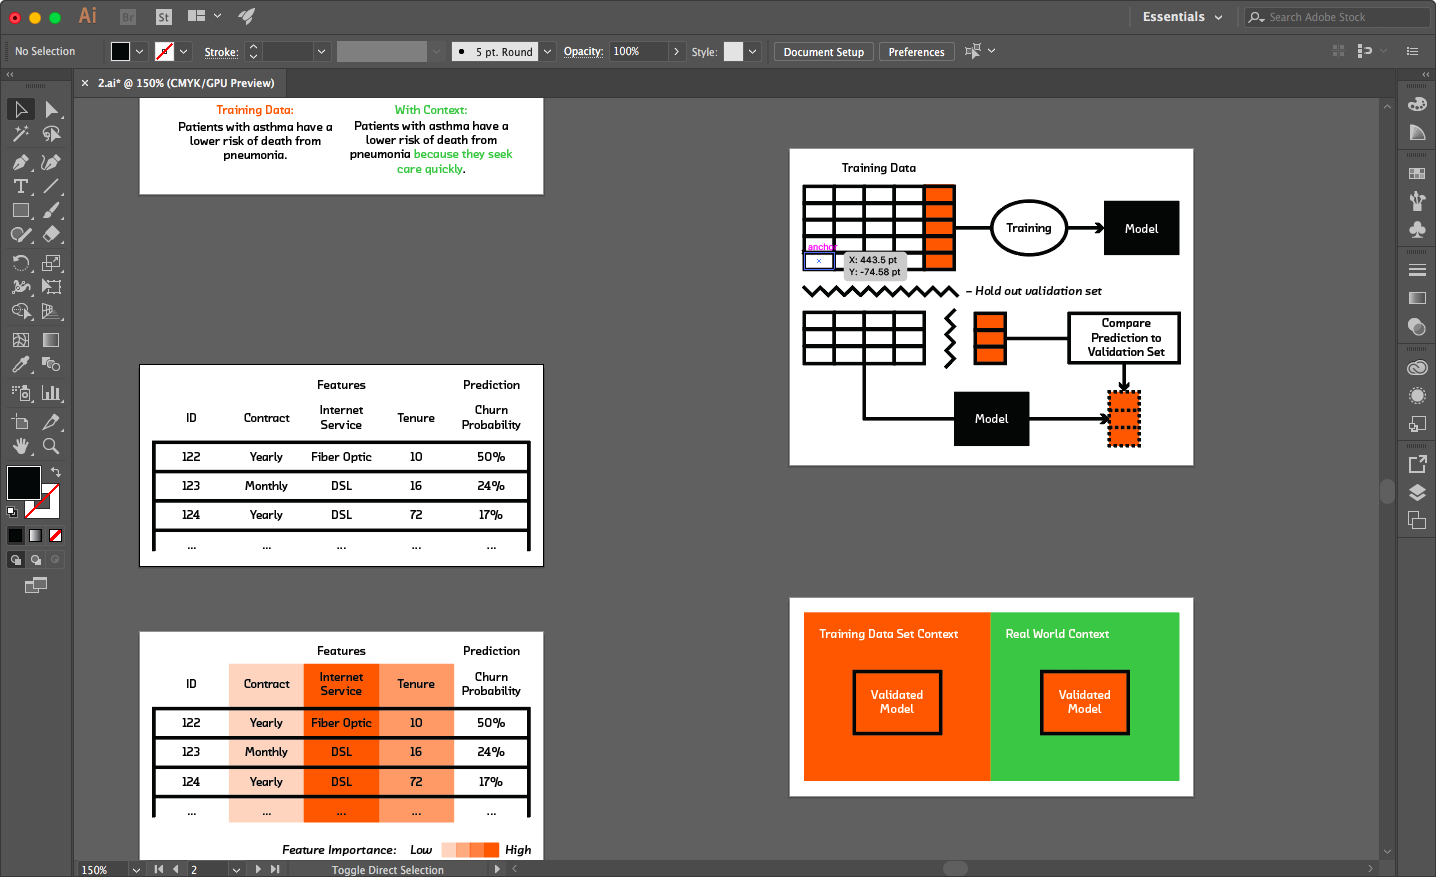 Ai
Br
St
Essentials
Search Adobe Stock
No Selection
Stroke:
5 pt. Round
Opacity: 100%
Style:
Document Setup
Preferences
× 2.ai* @ 150% (CMYK/GPU Preview)
Training Data:
Patients with asthma have a
lower risk of death from
pneumonia.
With Context:
Patients with asthma have a
lower risk of death from
pneumonia because they seek
care quickly.
Training Data
Training
Model
anchor
X: 443.5 pt
Y: -74.58 pt
– Hold out validation set
Compare
Prediction to
Validation Set
Model
Features
Prediction
ID
Contract
Internet
Service
Tenure
Churn
Probability
122 Yearly Fiber Optic 10 50%
123 Monthly DSL 16 24%
124 Yearly DSL 72 17%
... ... ... ... ...
Features
Prediction
ID
Contract
Internet
Service
Tenure
Churn
Probability
122 Yearly Fiber Optic 10 50%
123 Monthly DSL 16 24%
124 Yearly DSL 72 17%
... ... ... ... ...
Feature Importance: Low High
Training Data Set Context
Validated
Model
Real World Context
Validated
Model
150%
2
Toggle Direct Selection